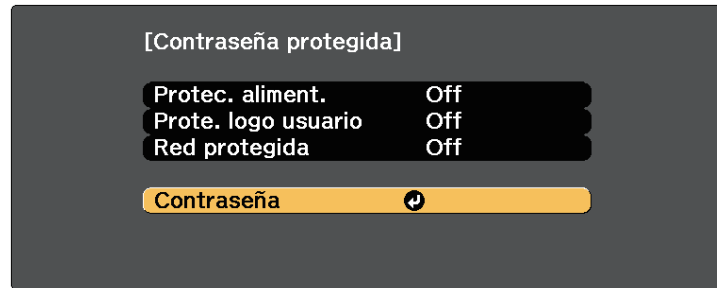 [Contraseña protegida]
Protec. aliment. Off
Prote. logo usuario Off
Red protegida Off
Contraseña